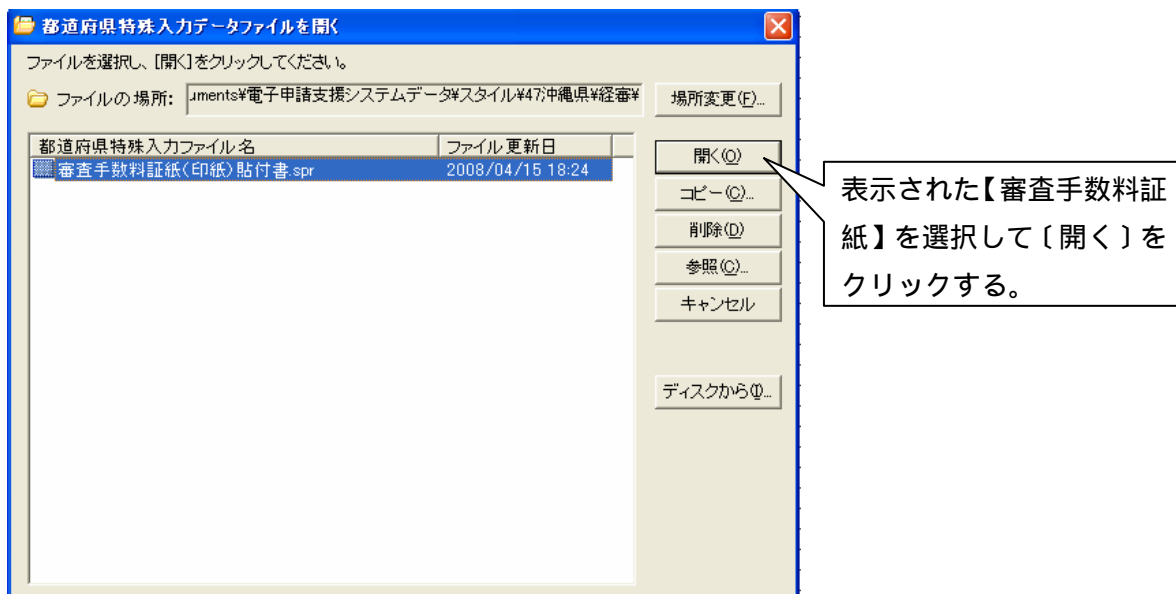 都道府県特殊入力データファイルを開く
ファイルを選択し、[開く]をクリックしてください。
ファイルの場所: uments¥電子申請支援システムデータ¥スタイル¥47沖縄県¥経審¥ 場所変更(F)...
都道府県特殊入力ファイル名 ファイル更新日
審査手数料証紙(印紙)貼付書.spr 2008/04/15 18:24
開く(O)
コピー(C)...
削除(D)
参照(C)...
キャンセル
ディスクから(I)...
表示された【審査手数料証
紙】を選択して〔開く〕を
クリックする。